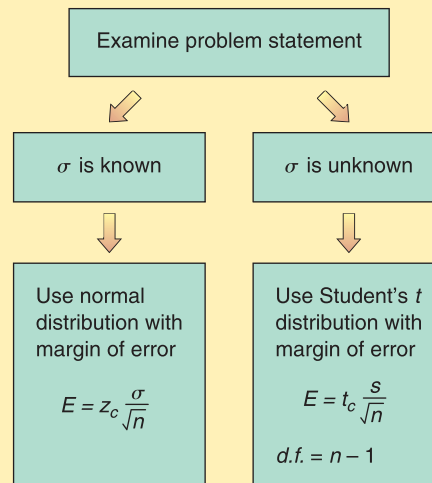 Examine problem statement
σ is known
σ is unknown
Use normal
distribution with
margin of error
E = z_c σ/√n
Use Student's t
distribution with
margin of error
E = t_c s/√n
d.f. = n – 1